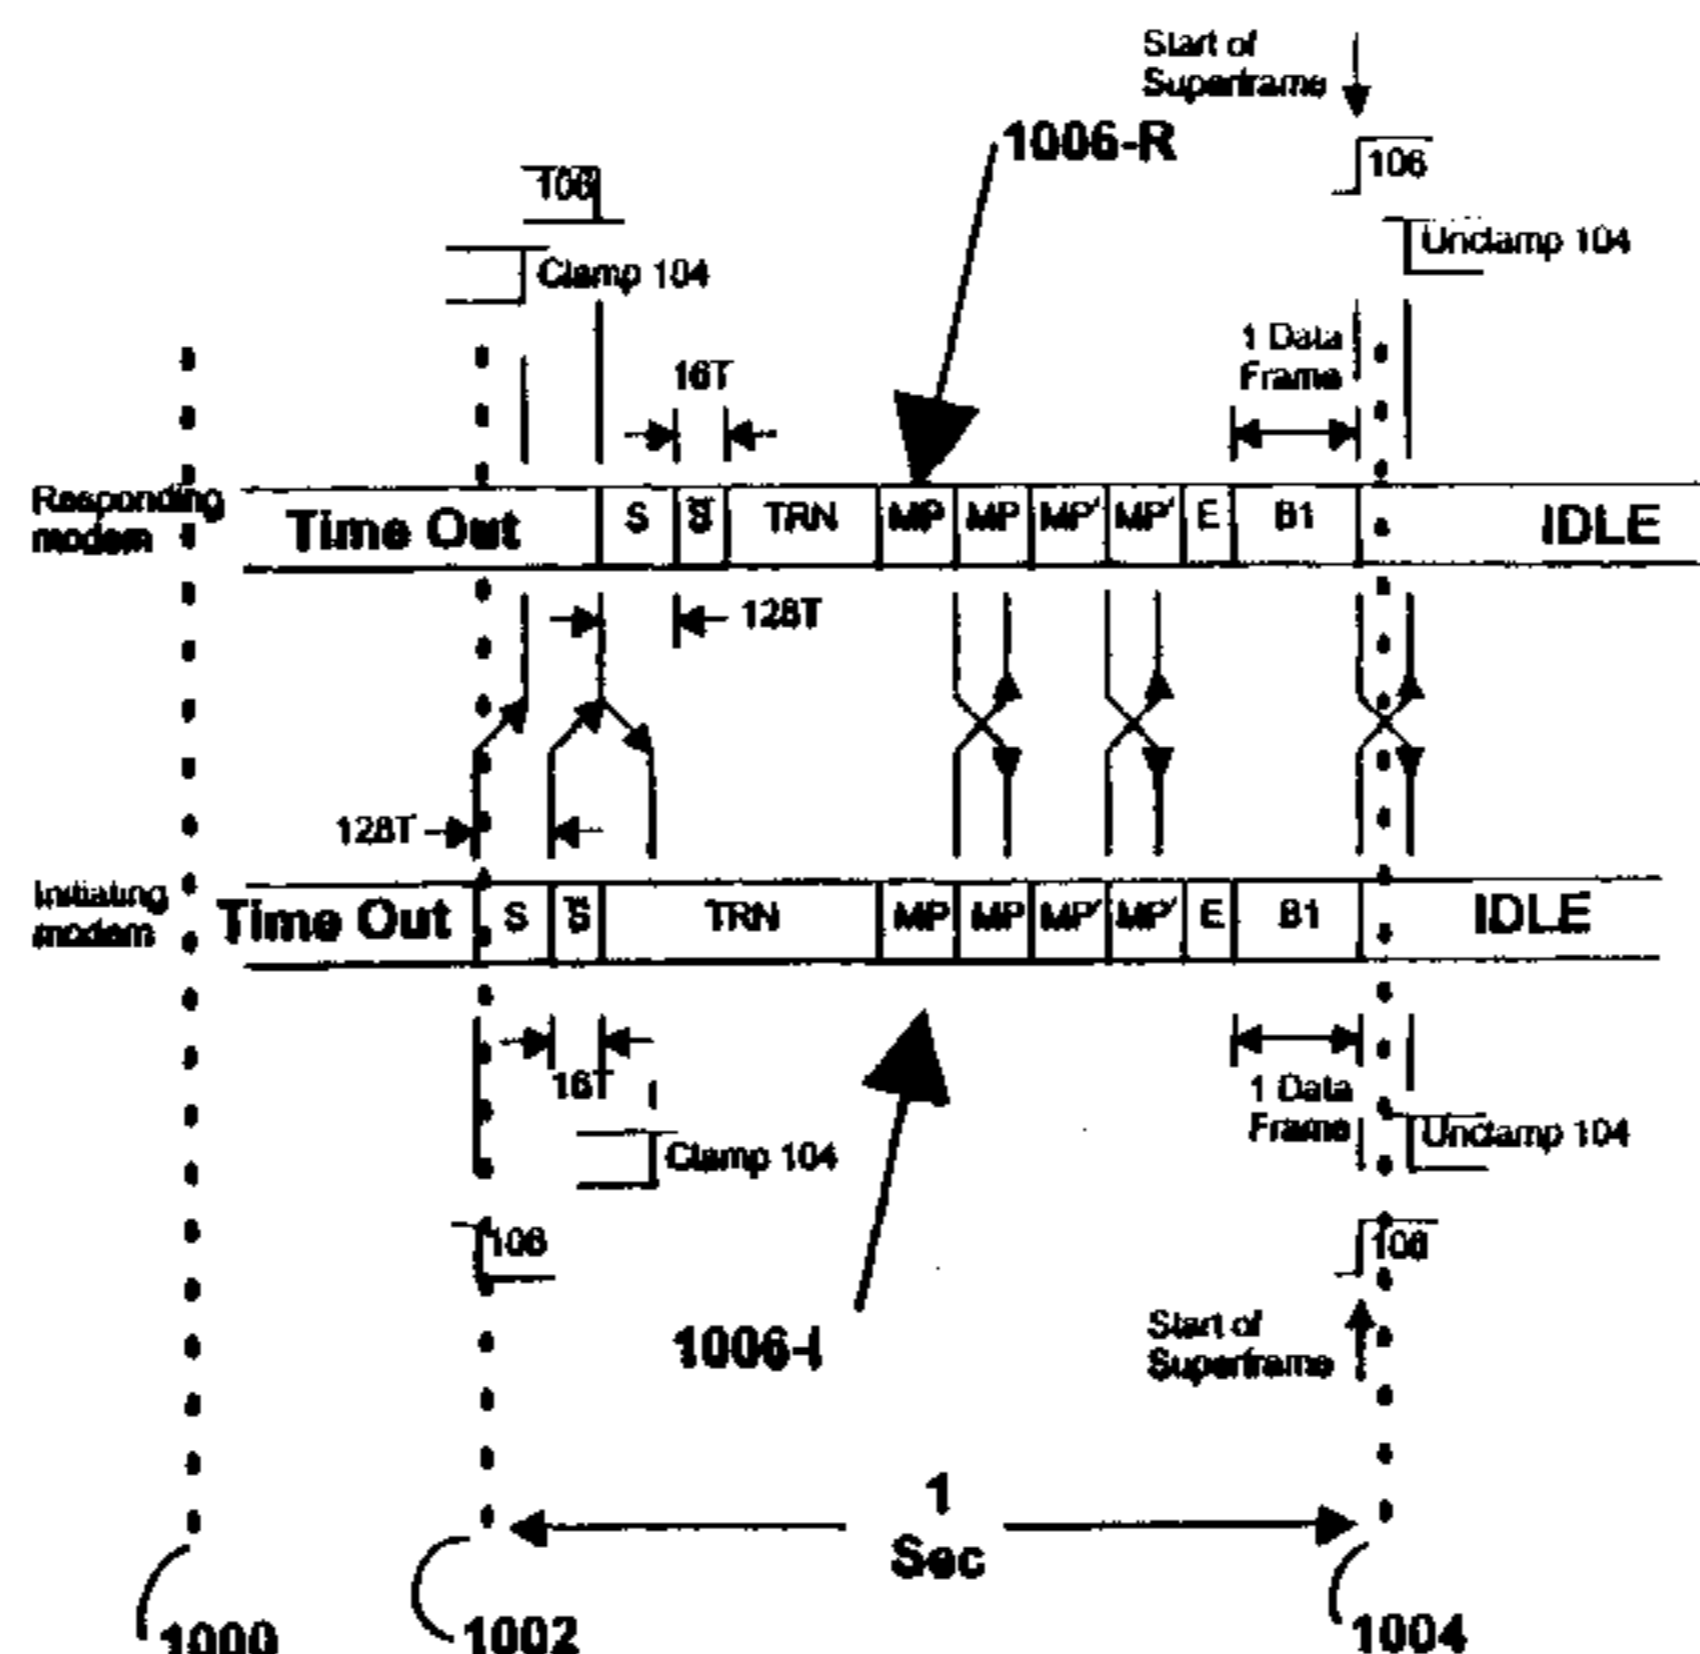 Start of
Superframe
1006-R
106
106
Unclamp 104
Clamp 104
1 Data
Frame
16T
Responding
modem
Time Out
S
S̅
TRN
MP
MP
MP'
MP'
E
B1
IDLE
128T
128T
Initiating
modem
Time Out
S
S̅
TRN
MP
MP
MP'
MP'
E
B1
IDLE
16T
1 Data
Frame
Clamp 104
Unclamp 104
106
106
1006-I
Start of
Superframe
1
Sec
1000
1002
1004